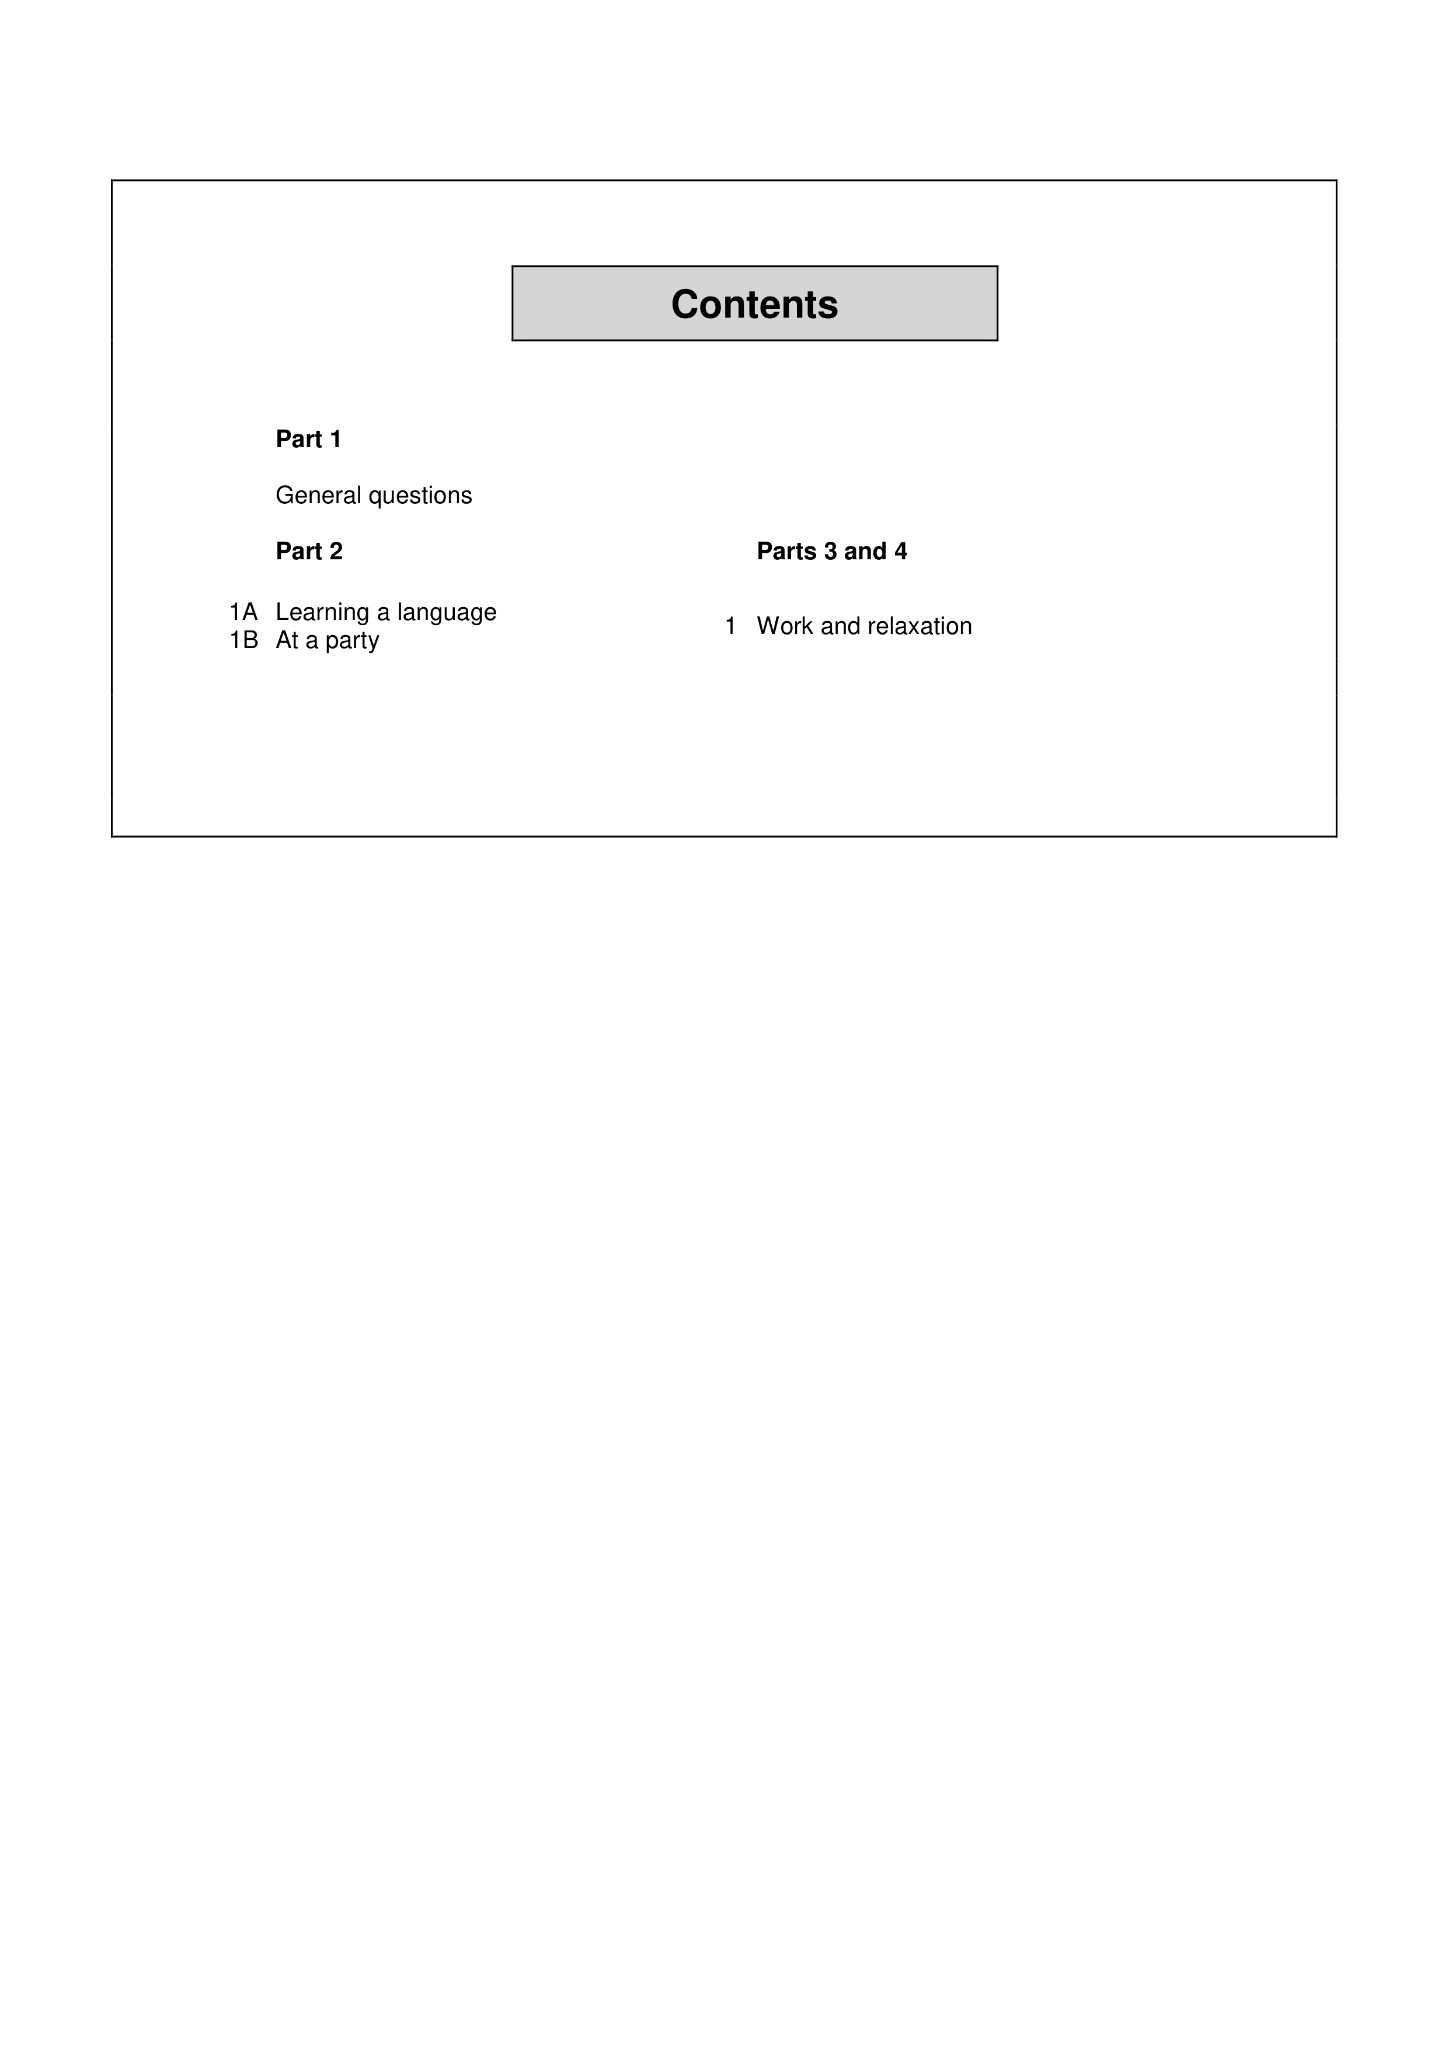 Contents
Part 1
General questions
Part 2
1A Learning a language
1B At a party
Parts 3 and 4
1 Work and relaxation